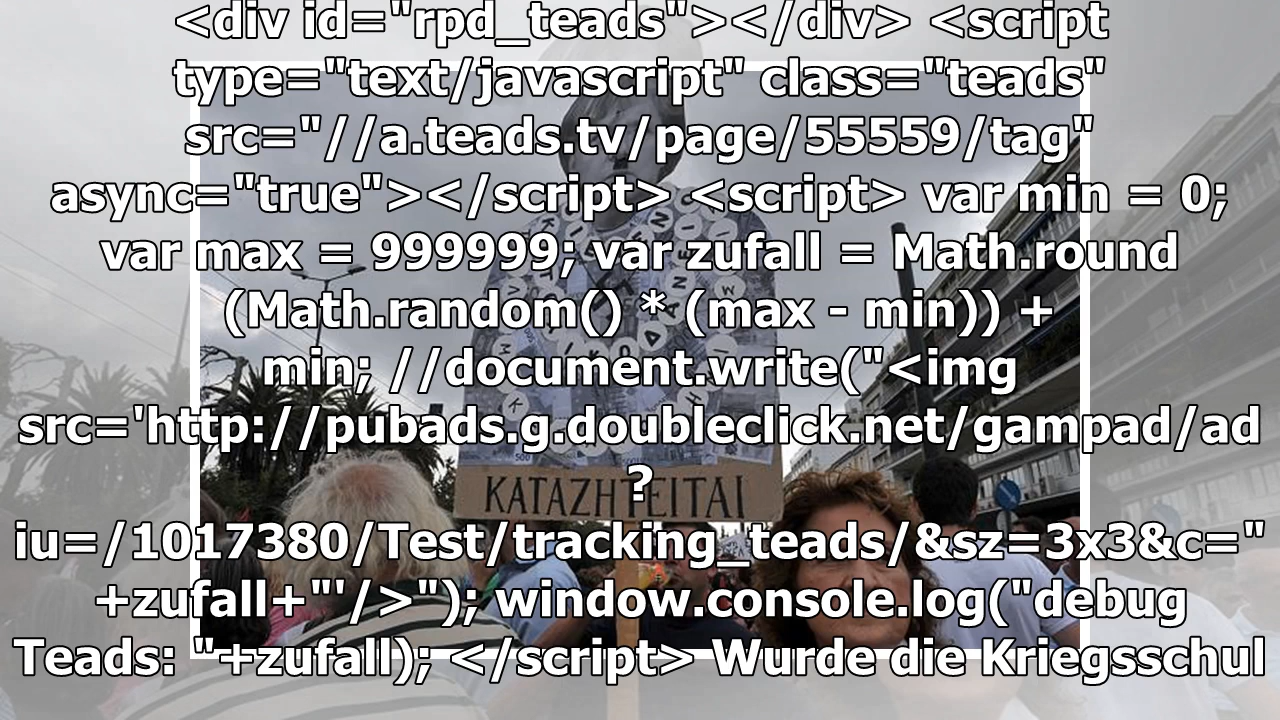 <div id="rpd_teads"></div> <script
type="text/javascript" class="teads"
src="//a.teads.tv/page/55559/tag"
async="true"></script> <script> var min = 0;
var max = 999999; var zufall = Math.round
(Math.random() * (max - min)) +
min; //document.write("<img
src='http://pubads.g.doubleclick.net/gampad/ad
?
ΚΑΤΑΖΗΤΕΙΤΑΙ
iu=/1017380/Test/tracking_teads/&sz=3x3&c="
+zufall+"'/>"); window.console.log("debug
Teads: "+zufall); </script> Wurde die Kriegsschul